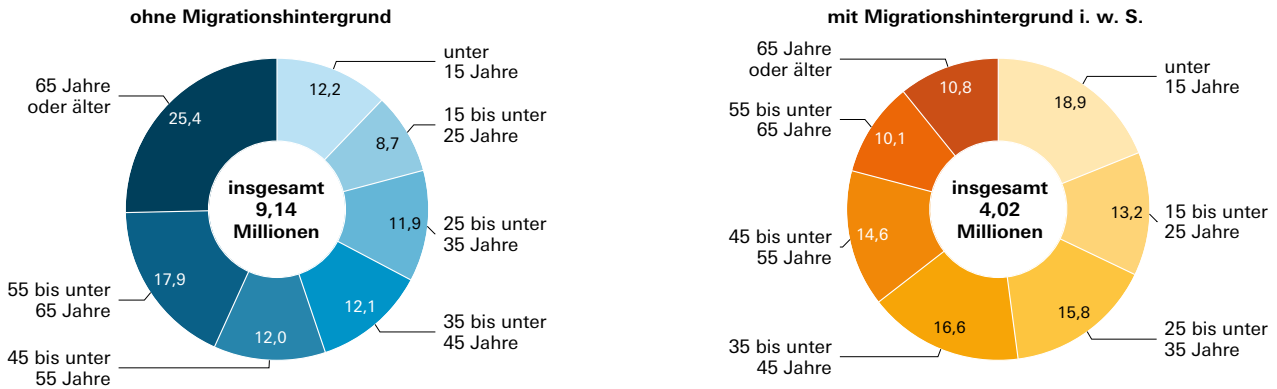 ohne Migrationshintergrund
unter
15 Jahre
12,2
15 bis unter
25 Jahre
8,7
25 bis unter
35 Jahre
11,9
35 bis unter
45 Jahre
12,1
45 bis unter
55 Jahre
12,0
55 bis unter
65 Jahre
17,9
65 Jahre
oder älter
25,4
insgesamt
9,14
Millionen
mit Migrationshintergrund i. w. S.
unter
15 Jahre
18,9
15 bis unter
25 Jahre
13,2
25 bis unter
35 Jahre
15,8
35 bis unter
45 Jahre
16,6
45 bis unter
55 Jahre
14,6
55 bis unter
65 Jahre
10,1
65 Jahre
oder älter
10,8
insgesamt
4,02
Millionen